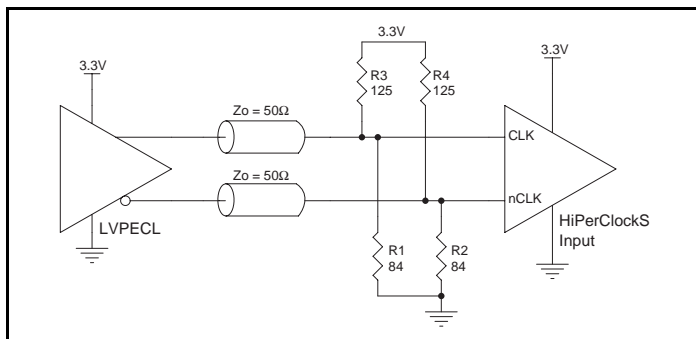 3.3V
3.3V
3.3V
R3
125
R4
125
Zo = 50Ω
CLK
Zo = 50Ω
nCLK
LVPECL
HiPerClockS
Input
R1
84
R2
84